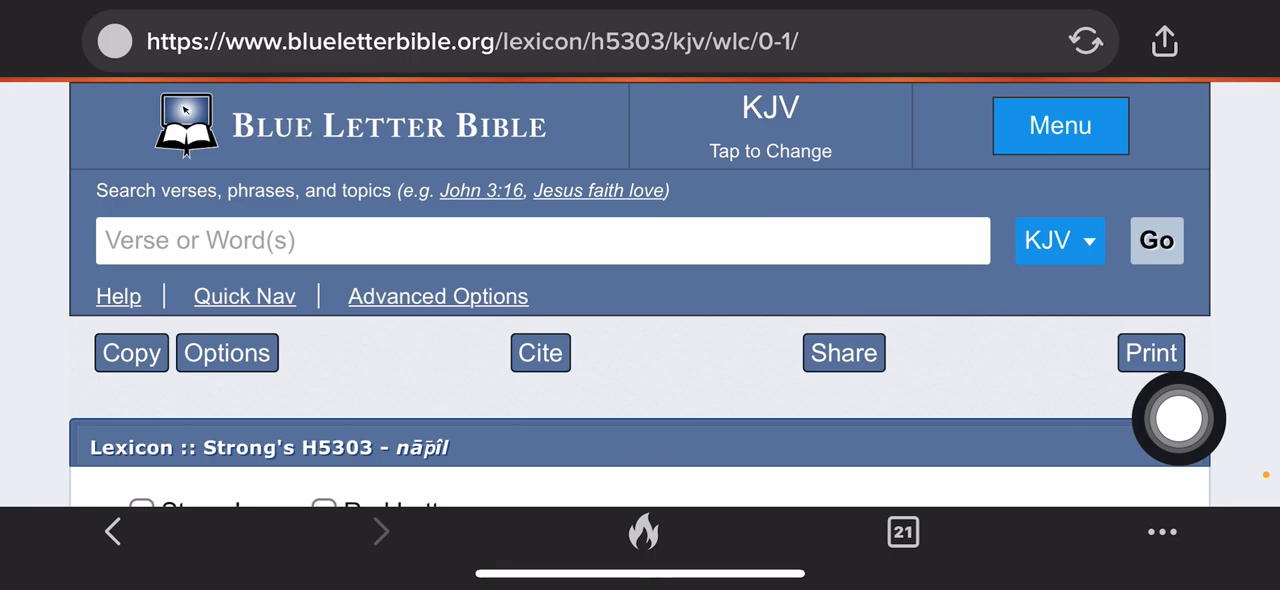 https://www.blueletterbible.org/lexicon/h5303/kjv/wlc/0-1/
BLUE LETTER BIBLE
KJV
Tap to Change
Menu
Search verses, phrases, and topics (e.g. John 3:16, Jesus faith love)
Verse or Word(s)
KJV
Go
Help | Quick Nav | Advanced Options
Copy Options Cite Share Print
Lexicon :: Strong's H5303 - nāp̄îl
21